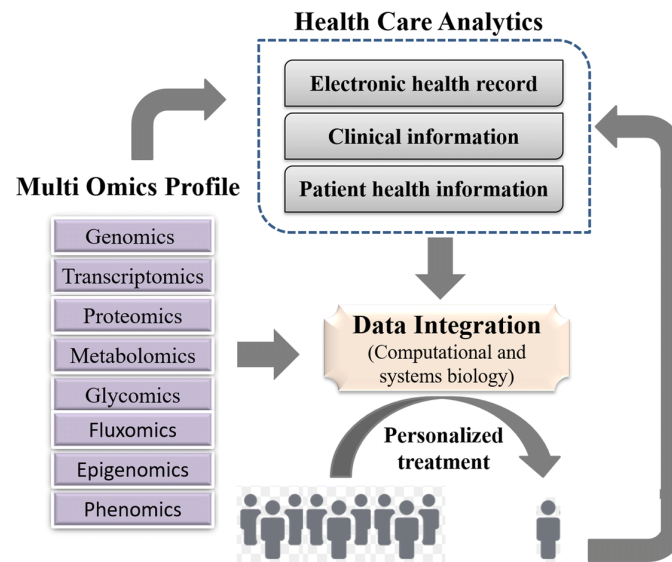 Health Care Analytics
Electronic health record
Clinical information
Patient health information
Multi Omics Profile
Genomics
Transcriptomics
Proteomics
Metabolomics
Glycomics
Fluxomics
Epigenomics
Phenomics
Data Integration
(Computational and
systems biology)
Personalized
treatment